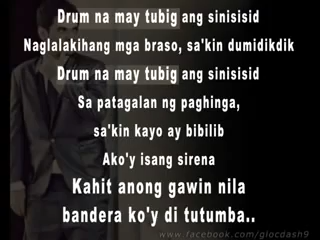 Drum na may tubig ang sinisisid
Naglalakihang mga braso, sa'kin dumidikdik
Drum na may tubig ang sinisisid
Sa patagalan ng paghinga,
sa'kin kayo ay bibilib
Ako'y isang sirena
Kahit anong gawin nila
bandera ko'y di tutumba..
www.facebook.com/glocdash9